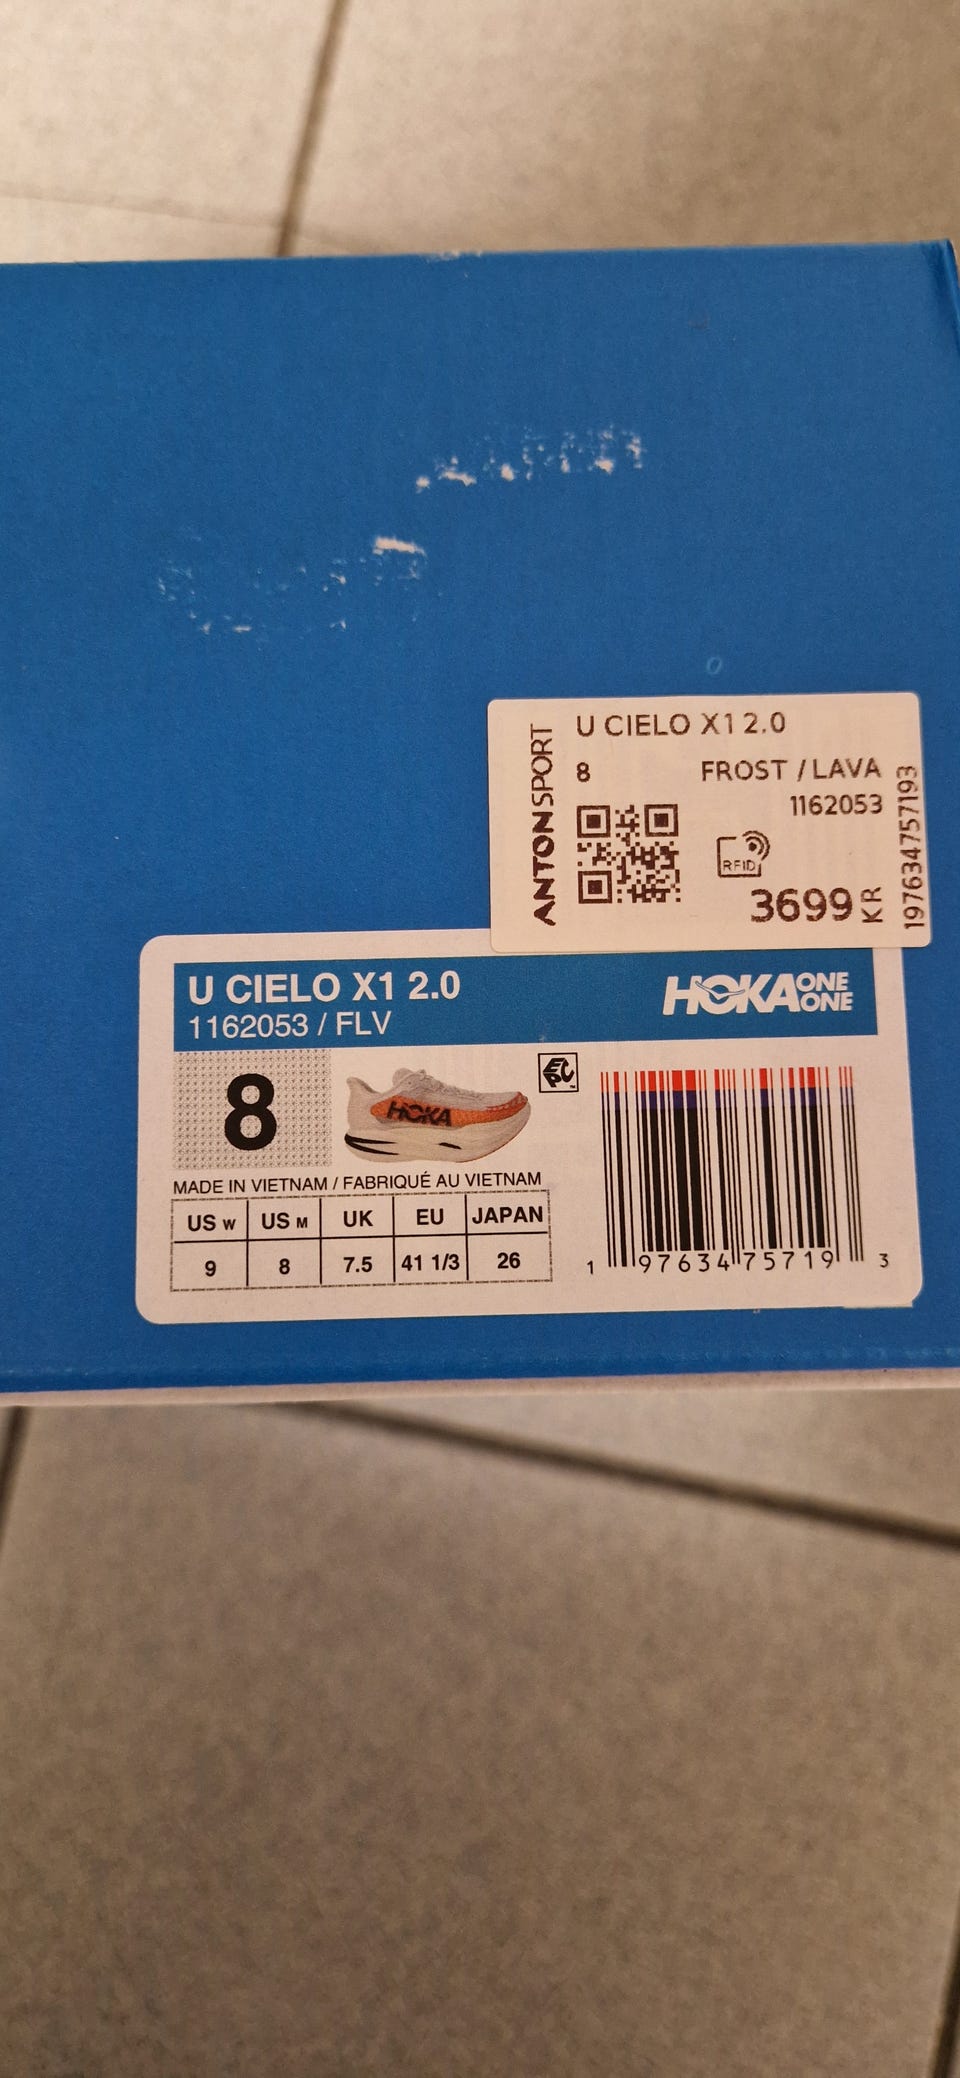 ANTON SPORT
U CIELO X1 2.0
8 FROST / LAVA
1162053
RFID
3699 KR
197634757193
U CIELO X1 2.0
1162053 / FLV
HOKA ONE ONE
8
HOKA
EPC
MADE IN VIETNAM / FABRIQUÉ AU VIETNAM
US W US M UK EU JAPAN
9 8 7.5 41 1/3 26
1 97634 75719 3